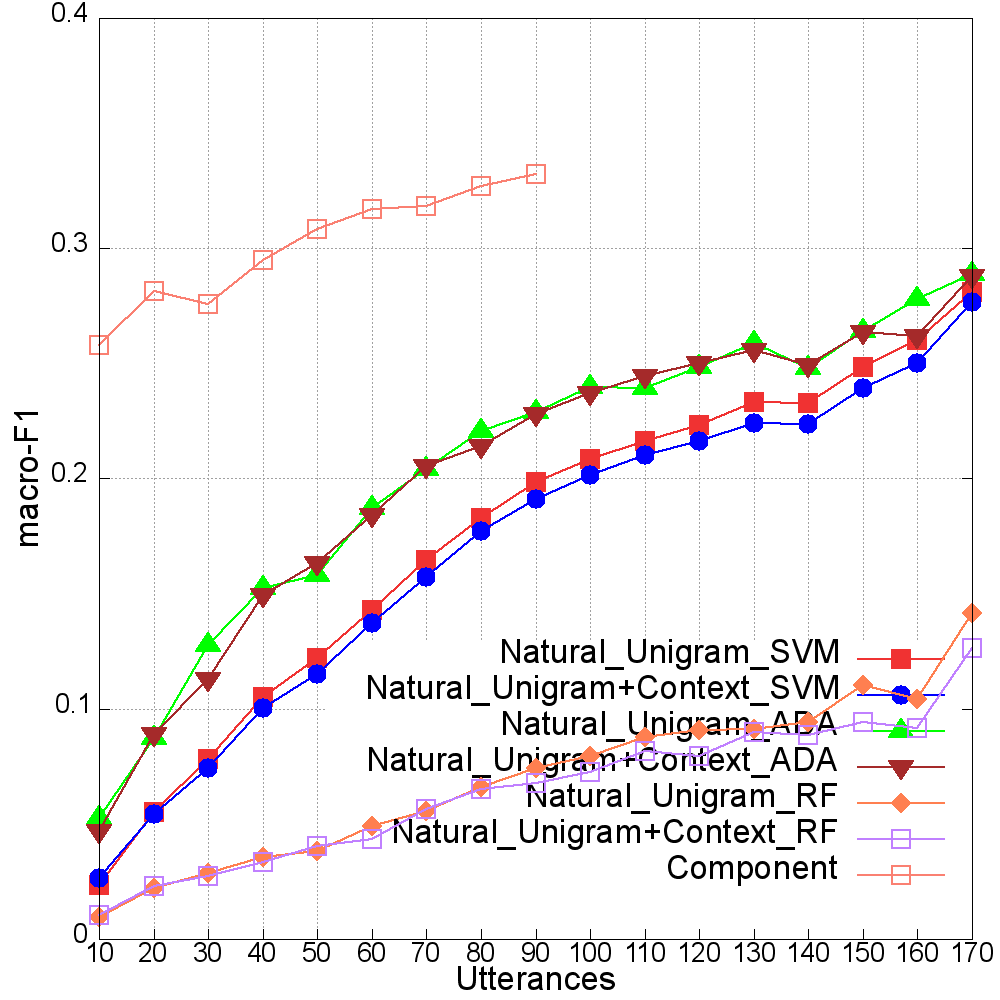 0.4
0.3
0.2
0.1
0
macro-F1
Natural_Unigram_SVM
Natural_Unigram+Context_SVM
Natural_Unigram_ADA
Natural_Unigram+Context_ADA
Natural_Unigram_RF
Natural_Unigram+Context_RF
Component
10 20 30 40 50 60 70 80 90 100 110 120 130 140 150 160 170
Utterances